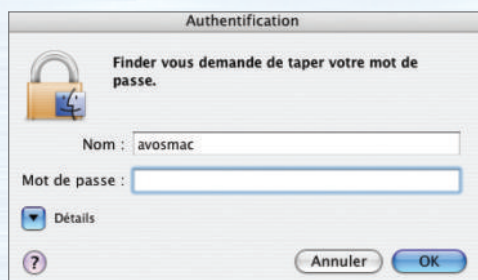 Authentification
Finder vous demande de taper votre mot de
passe.
Nom : avosmac
Mot de passe :
Détails
?
Annuler OK